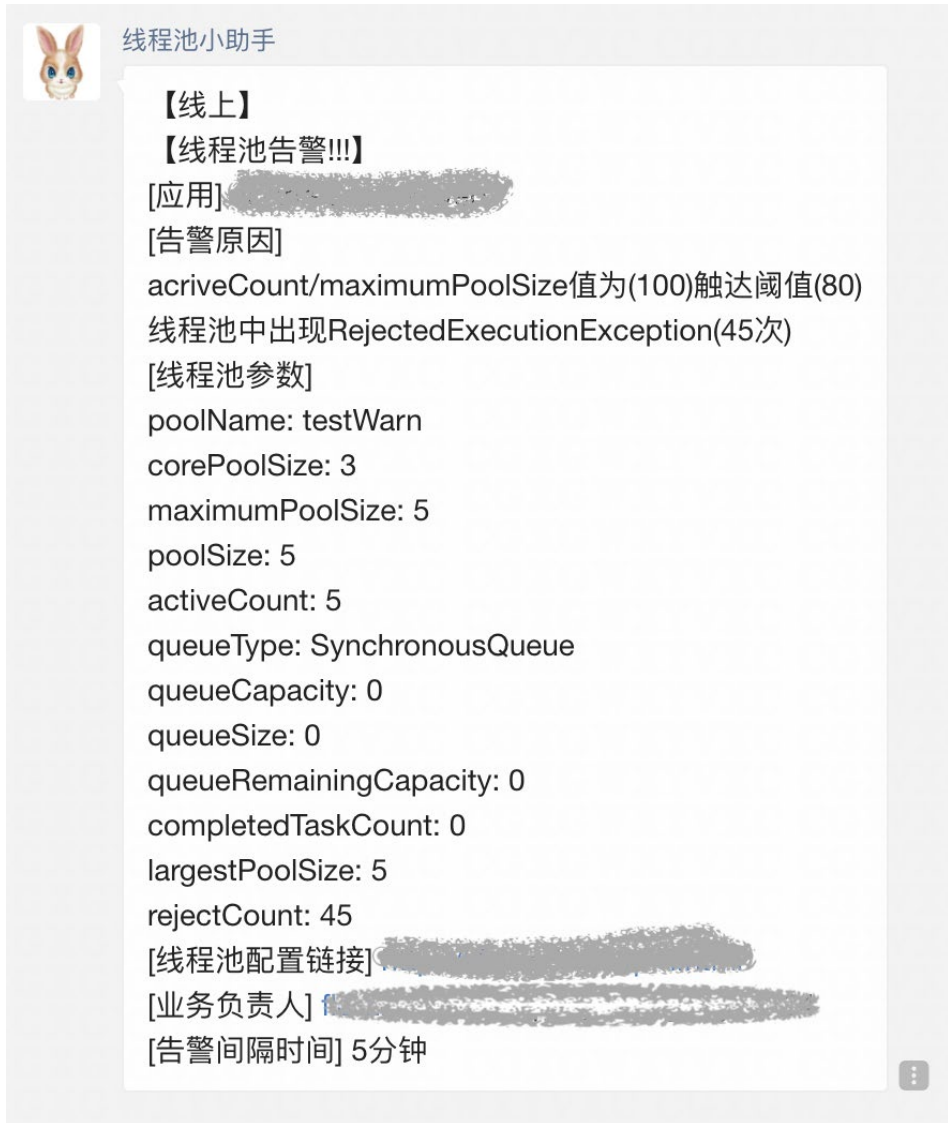 线程池小助手
【线上】
【线程池告警!!!】
[应用]
[告警原因]
acriveCount/maximumPoolSize值为(100)触达阈值(80)
线程池中出现RejectedExecutionException(45次)
[线程池参数]
poolName: testWarn
corePoolSize: 3
maximumPoolSize: 5
poolSize: 5
activeCount: 5
queueType: SynchronousQueue
queueCapacity: 0
queueSize: 0
queueRemainingCapacity: 0
completedTaskCount: 0
largestPoolSize: 5
rejectCount: 45
[线程池配置链接]
[业务负责人]
[告警间隔时间] 5分钟